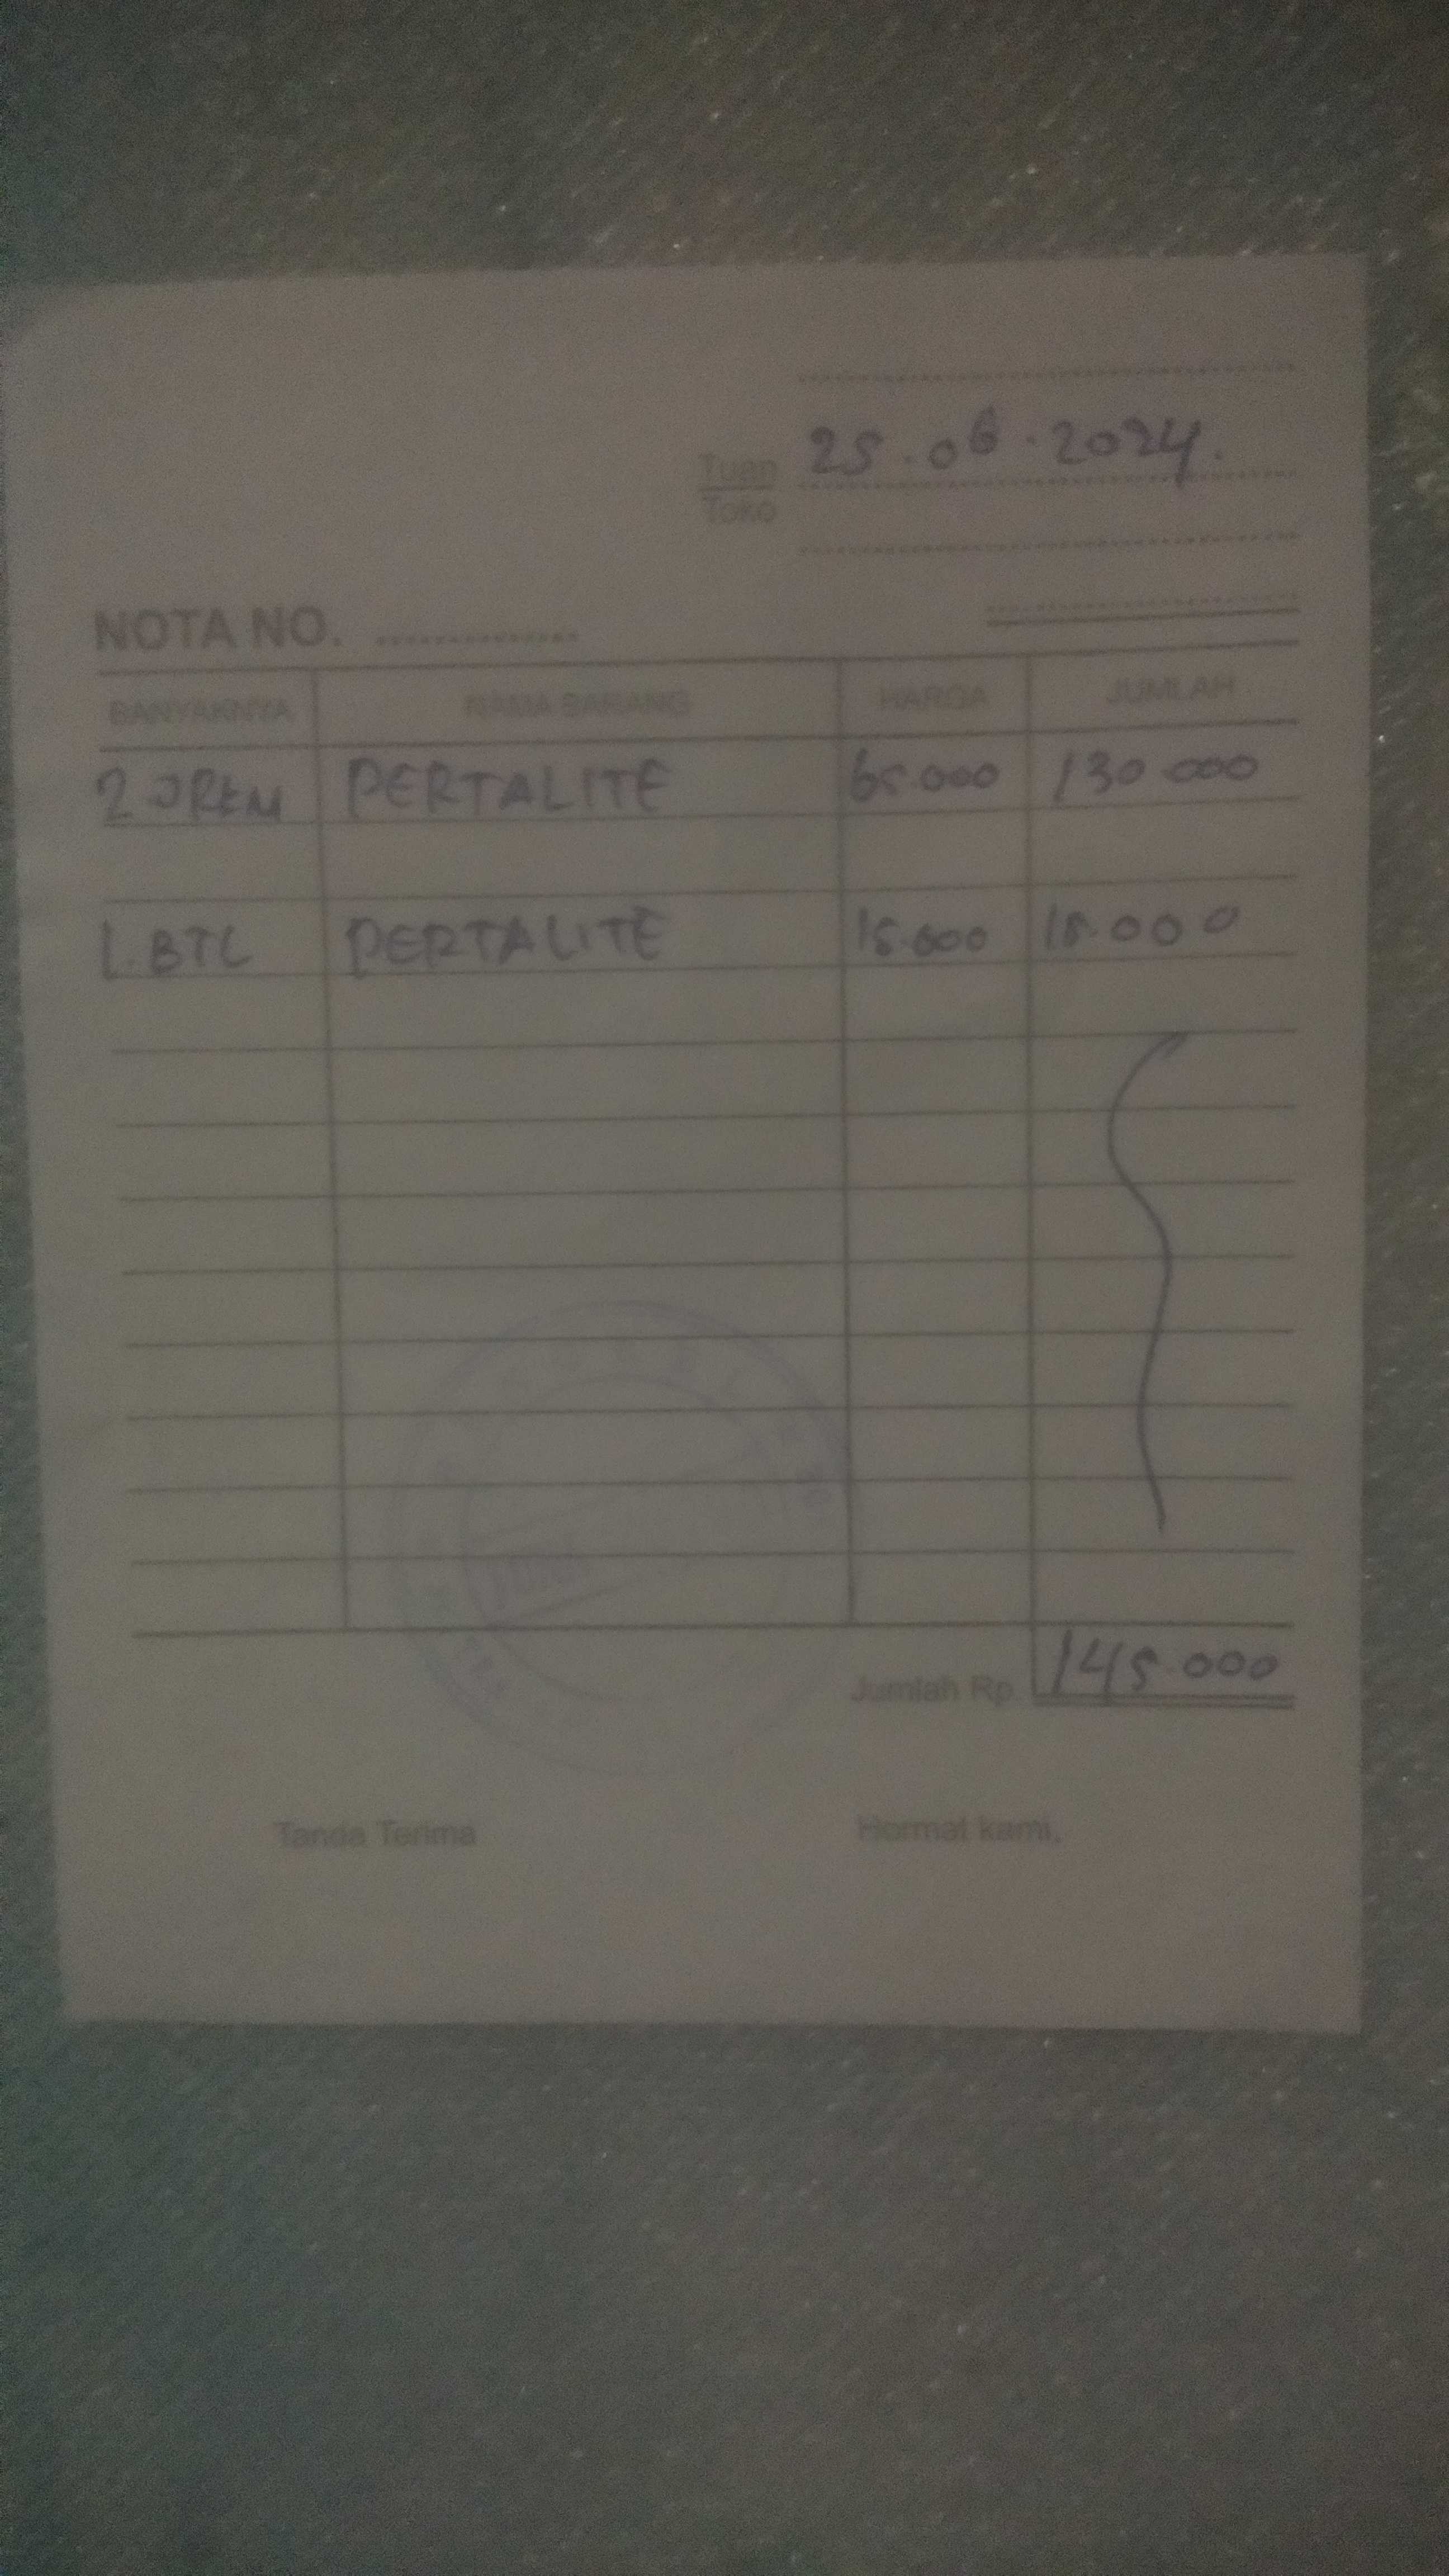 25.06.2024.
Tuan
Toko
NOTA NO. ................
BANYAKNYA NAMA BARANG HARGA JUMLAH
2 JREM PERTALITE 65.000 130.000
1. BTL PERTALITE 15.000 15.000
Jumlah Rp. 145.000
Tanda Terima Hormat kami,